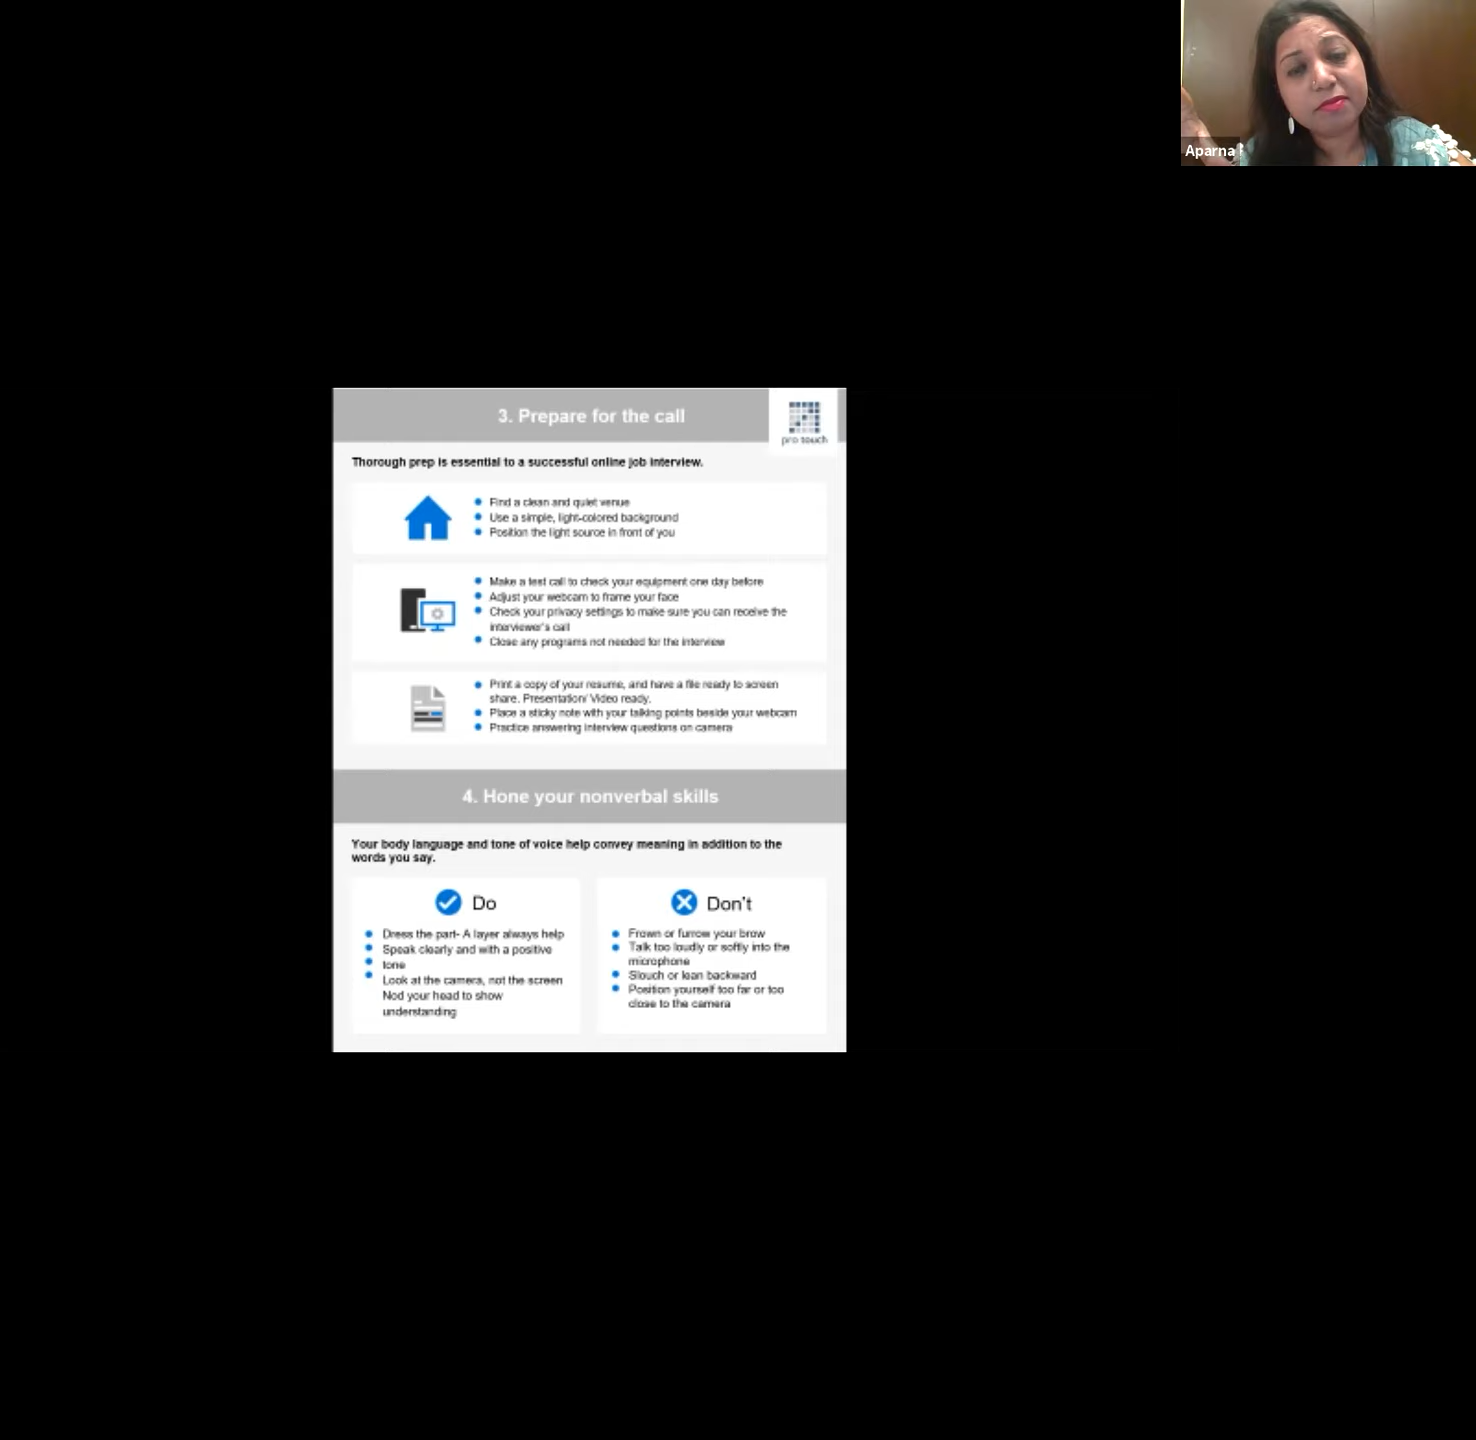 Aparna
3. Prepare for the call
pro touch
Thorough prep is essential to a successful online job interview.
Find a clean and quiet venue
Use a simple, light-colored background
Position the light source in front of you
Make a test call to check your equipment one day before
Adjust your webcam to frame your face
Check your privacy settings to make sure you can receive the
interviewer's call
Close any programs not needed for the interview
Print a copy of your resume, and have a file ready to screen
share. Presentation/ Video ready.
Place a sticky note with your talking points beside your webcam
Practice answering interview questions on camera
4. Hone your nonverbal skills
Your body language and tone of voice help convey meaning in addition to the
words you say.
Do
Dress the part- A layer always help
Speak clearly and with a positive
tone
Look at the camera, not the screen
Nod your head to show
understanding
Don't
Frown or furrow your brow
Talk too loudly or softly into the
microphone
Slouch or lean backward
Position yourself too far or too
close to the camera